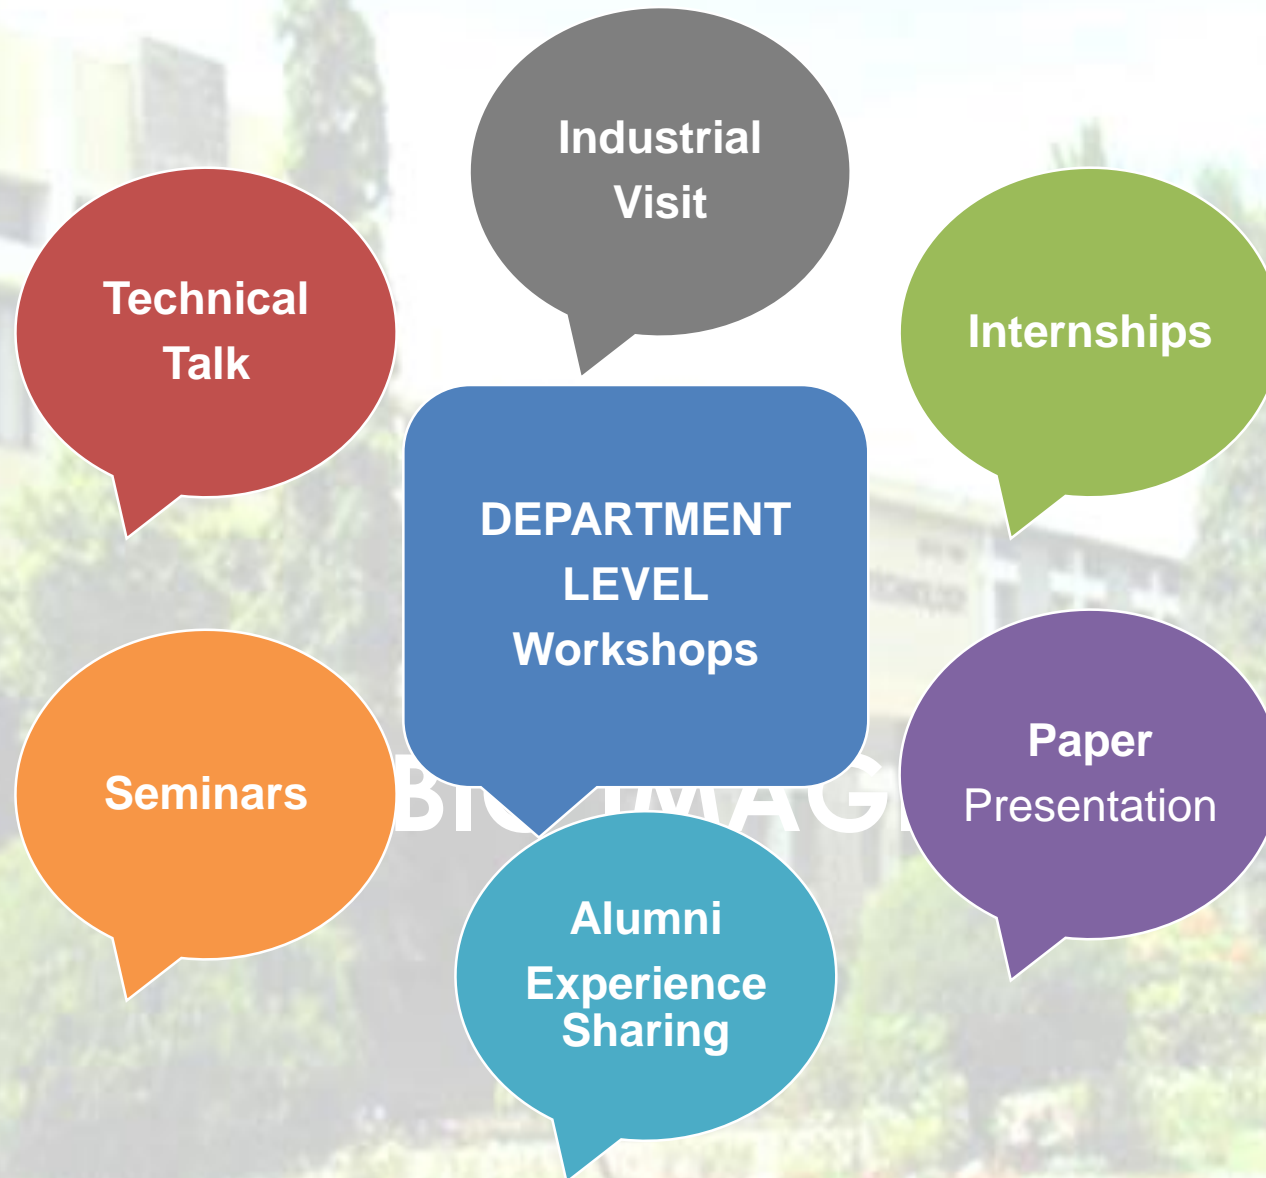 Industrial
Visit
Technical
Talk
Internships
DEPARTMENT
LEVEL
Workshops
Seminars
Paper
Presentation
Alumni
Experience
Sharing